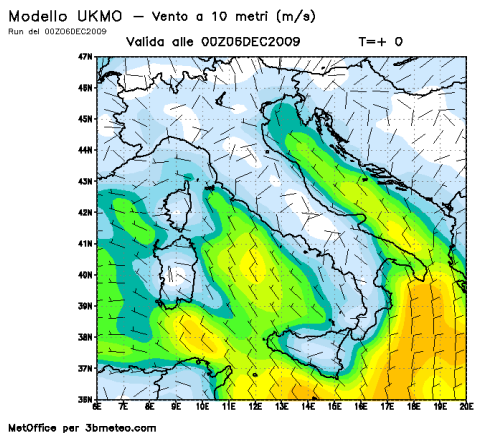 Modello UKMO – Vento a 10 metri (m/s)
Run del 00Z06DEC2009
Valida alle 00Z06DEC2009 T=+ 0
47N
46N
45N
44N
43N
42N
41N
40N
39N
38N
37N
36N
6E 7E 8E 9E 10E 11E 12E 13E 14E 15E 16E 17E 18E 19E 20E
MetOffice per 3bmeteo.com